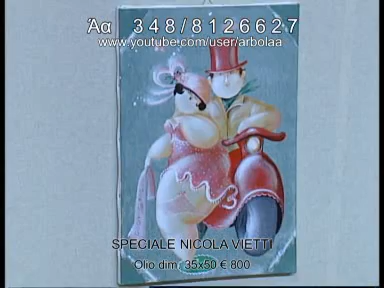 Άα 348/8126627
www.youtube.com/user/arbolaa
SPECIALE NICOLA VIETTI
Olio dim. 35x50 € 800